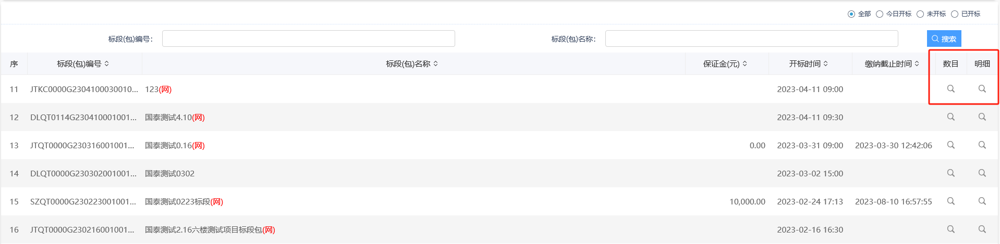 全部 今日开标 未开标 已开标
标段(包)编号： 标段(包)名称： 搜索
序 标段(包)编号 标段(包)名称 保证金(元) 开标时间 缴纳截止时间 数目 明细
11 JTKC0000G2304100030010... 123(网) 2023-04-11 09:00
12 DLQT0114G230410001001... 国泰测试4.10(网) 2023-04-11 09:30
13 JTQT0000G230316001001... 国泰测试0.16(网) 0.00 2023-03-31 09:00 2023-03-30 12:42:06
14 DLQT0000G230302001001... 国泰测试0302 2023-03-02 15:00
15 SZQT0000G230223001001... 国泰测试0223标段(网) 10,000.00 2023-02-24 17:13 2023-08-10 16:57:55
16 JTQT0000G230216001001... 国泰测试2.16六楼测试项目标段包(网) 2023-02-16 16:30